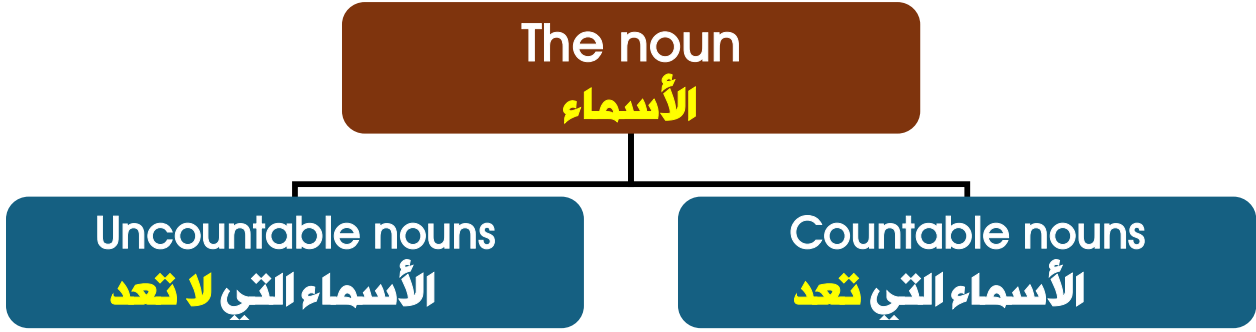 The noun
الأسماء
Uncountable nouns
الأسماء التي لا تعد
Countable nouns
الأسماء التي تعد